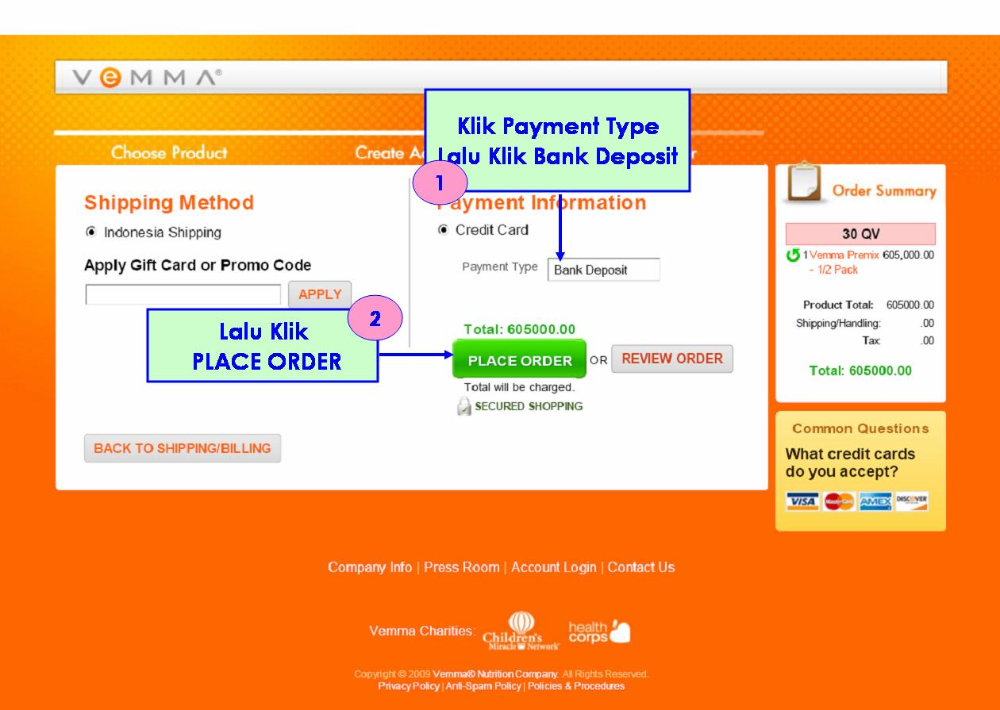 VEMMA®
Klik Payment Type
Lalu Klik Bank Deposit
1
Choose Product
Create A
r
Shipping Method
Indonesia Shipping
Apply Gift Card or Promo Code
APPLY
Lalu Klik
PLACE ORDER
2
Payment Information
Credit Card
Payment Type
Bank Deposit
Total: 605000.00
PLACE ORDER OR REVIEW ORDER
Total will be charged.
SECURED SHOPPING
BACK TO SHIPPING/BILLING
Order Summary
30 QV
1 Vemma Premix 605,000.00
- 1/2 Pack
Product Total: 605000.00
Shipping/Handling: .00
Tax: .00
Total: 605000.00
Common Questions
What credit cards
do you accept?
VISA MasterCard AMEX DISCOVER
Company Info | Press Room | Account Login | Contact Us
Vemma Charities:
Children's
Miracle Network
health
corps
Copyright © 2009 Vemma® Nutrition Company. All Rights Reserved.
Privacy Policy | Anti-Spam Policy | Policies & Procedures